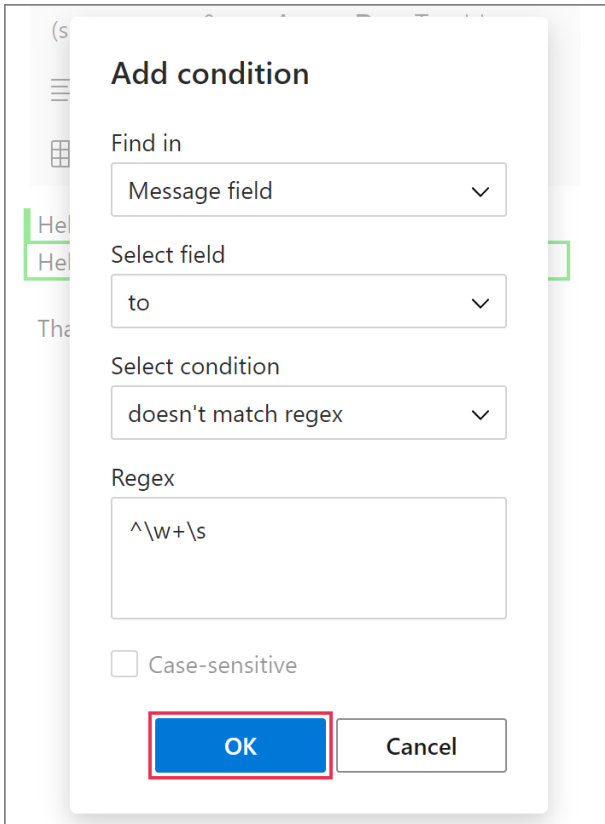 Add condition
Find in
Message field
Select field
to
Select condition
doesn't match regex
Regex
^\w+\s
Case-sensitive
OK
Cancel